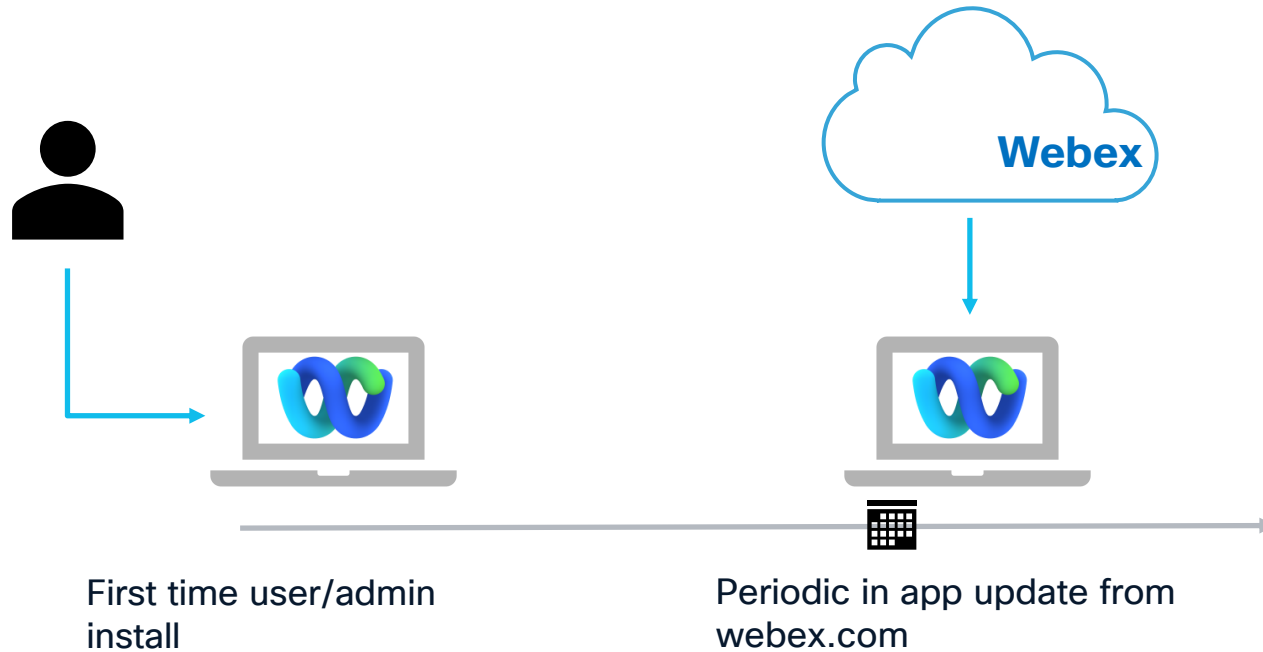 Webex
First time user/admin
install
Periodic in app update from
webex.com